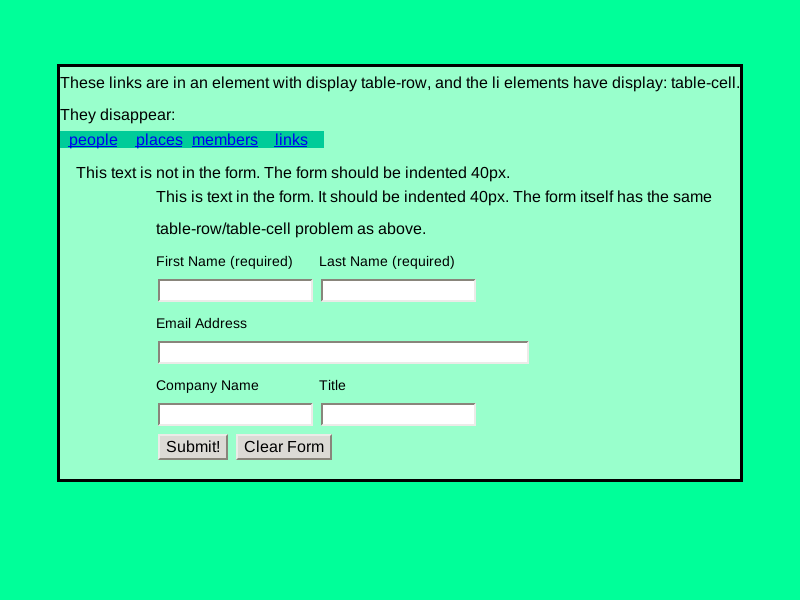 These links are in an element with display table-row, and the li elements have display: table-cell.
They disappear:
people places members links
This text is not in the form. The form should be indented 40px.
This is text in the form. It should be indented 40px. The form itself has the same
table-row/table-cell problem as above.
First Name (required) Last Name (required)
Email Address
Company Name Title
Submit! Clear Form